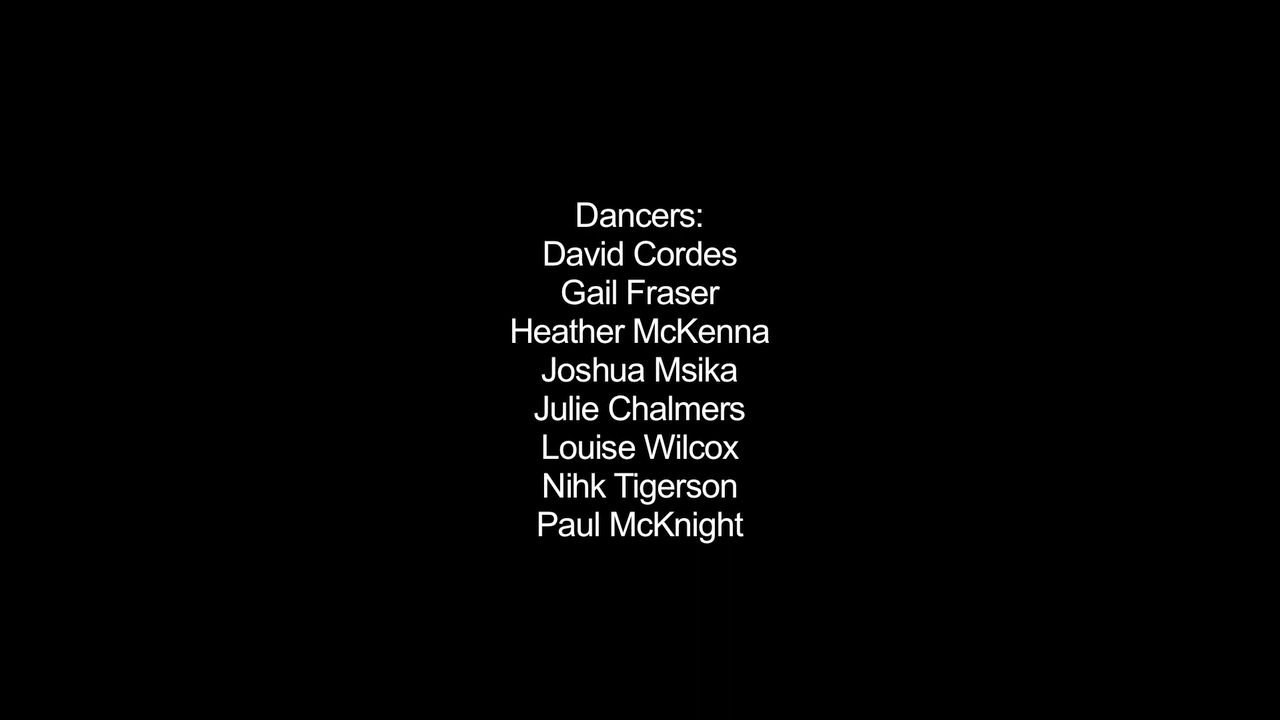 Dancers:
David Cordes
Gail Fraser
Heather McKenna
Joshua Msika
Julie Chalmers
Louise Wilcox
Nihk Tigerson
Paul McKnight